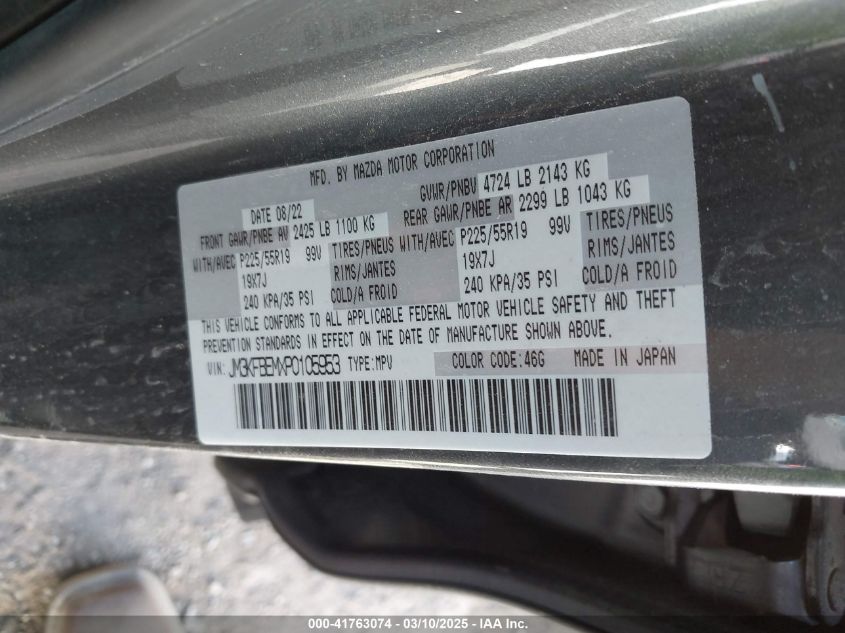 MFD. BY MAZDA MOTOR CORPORATION
DATE 08/22 GVWR/PNBV 4724 LB 2143 KG
FRONT GAWR/PNBE AV 2425 LB 1100 KG REAR GAWR/PNBE AR 2299 LB 1043 KG
WITH/AVEC P225/55R19 99V TIRES/PNEUS WITH/AVEC P225/55R19 99V TIRES/PNEUS
19X7J RIMS/JANTES 19X7J RIMS/JANTES
240 KPA/35 PSI COLD/A FROID 240 KPA/35 PSI COLD/A FROID
THIS VEHICLE CONFORMS TO ALL APPLICABLE FEDERAL MOTOR VEHICLE SAFETY AND THEFT
PREVENTION STANDARDS IN EFFECT ON THE DATE OF MANUFACTURE SHOWN ABOVE.
VIN: JM3KFBEMXP0105953 TYPE:MPV COLOR CODE:46G MADE IN JAPAN
000-41763074 — 03/10/2025 — IAA Inc.